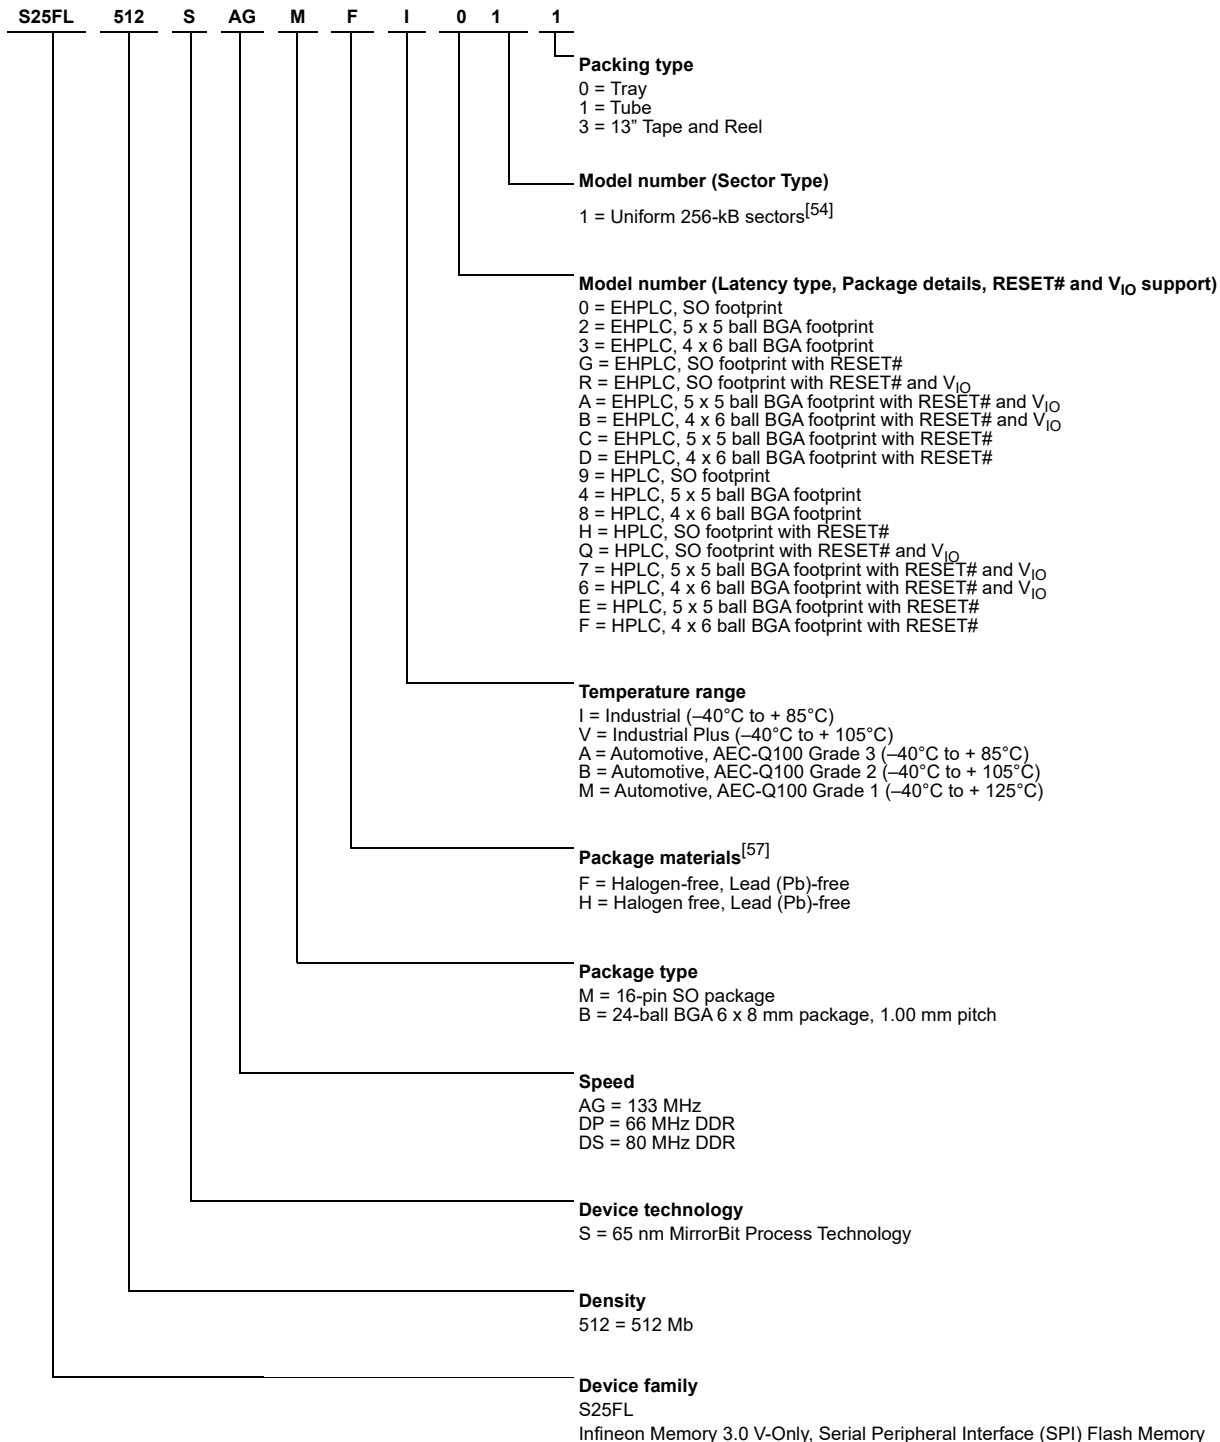 S25FL 512 S AG M F I 0 1 1
Packing type
0 = Tray
1 = Tube
3 = 13” Tape and Reel
Model number (Sector Type)
1 = Uniform 256-kB sectors[54]
Model number (Latency type, Package details, RESET# and VIO support)
0 = EHPLC, SO footprint
2 = EHPLC, 5 x 5 ball BGA footprint
3 = EHPLC, 4 x 6 ball BGA footprint
G = EHPLC, SO footprint with RESET#
R = EHPLC, SO footprint with RESET# and VIO
A = EHPLC, 5 x 5 ball BGA footprint with RESET# and VIO
B = EHPLC, 4 x 6 ball BGA footprint with RESET# and VIO
C = EHPLC, 5 x 5 ball BGA footprint with RESET#
D = EHPLC, 4 x 6 ball BGA footprint with RESET#
9 = HPLC, SO footprint
4 = HPLC, 5 x 5 ball BGA footprint
8 = HPLC, 4 x 6 ball BGA footprint
H = HPLC, SO footprint with RESET#
Q = HPLC, SO footprint with RESET# and VIO
7 = HPLC, 5 x 5 ball BGA footprint with RESET# and VIO
6 = HPLC, 4 x 6 ball BGA footprint with RESET# and VIO
E = HPLC, 5 x 5 ball BGA footprint with RESET#
F = HPLC, 4 x 6 ball BGA footprint with RESET#
Temperature range
I = Industrial (–40°C to + 85°C)
V = Industrial Plus (–40°C to + 105°C)
A = Automotive, AEC-Q100 Grade 3 (–40°C to + 85°C)
B = Automotive, AEC-Q100 Grade 2 (–40°C to + 105°C)
M = Automotive, AEC-Q100 Grade 1 (–40°C to + 125°C)
Package materials[57]
F = Halogen-free, Lead (Pb)-free
H = Halogen free, Lead (Pb)-free
Package type
M = 16-pin SO package
B = 24-ball BGA 6 x 8 mm package, 1.00 mm pitch
Speed
AG = 133 MHz
DP = 66 MHz DDR
DS = 80 MHz DDR
Device technology
S = 65 nm MirrorBit Process Technology
Density
512 = 512 Mb
Device family
S25FL
Infineon Memory 3.0 V-Only, Serial Peripheral Interface (SPI) Flash Memory